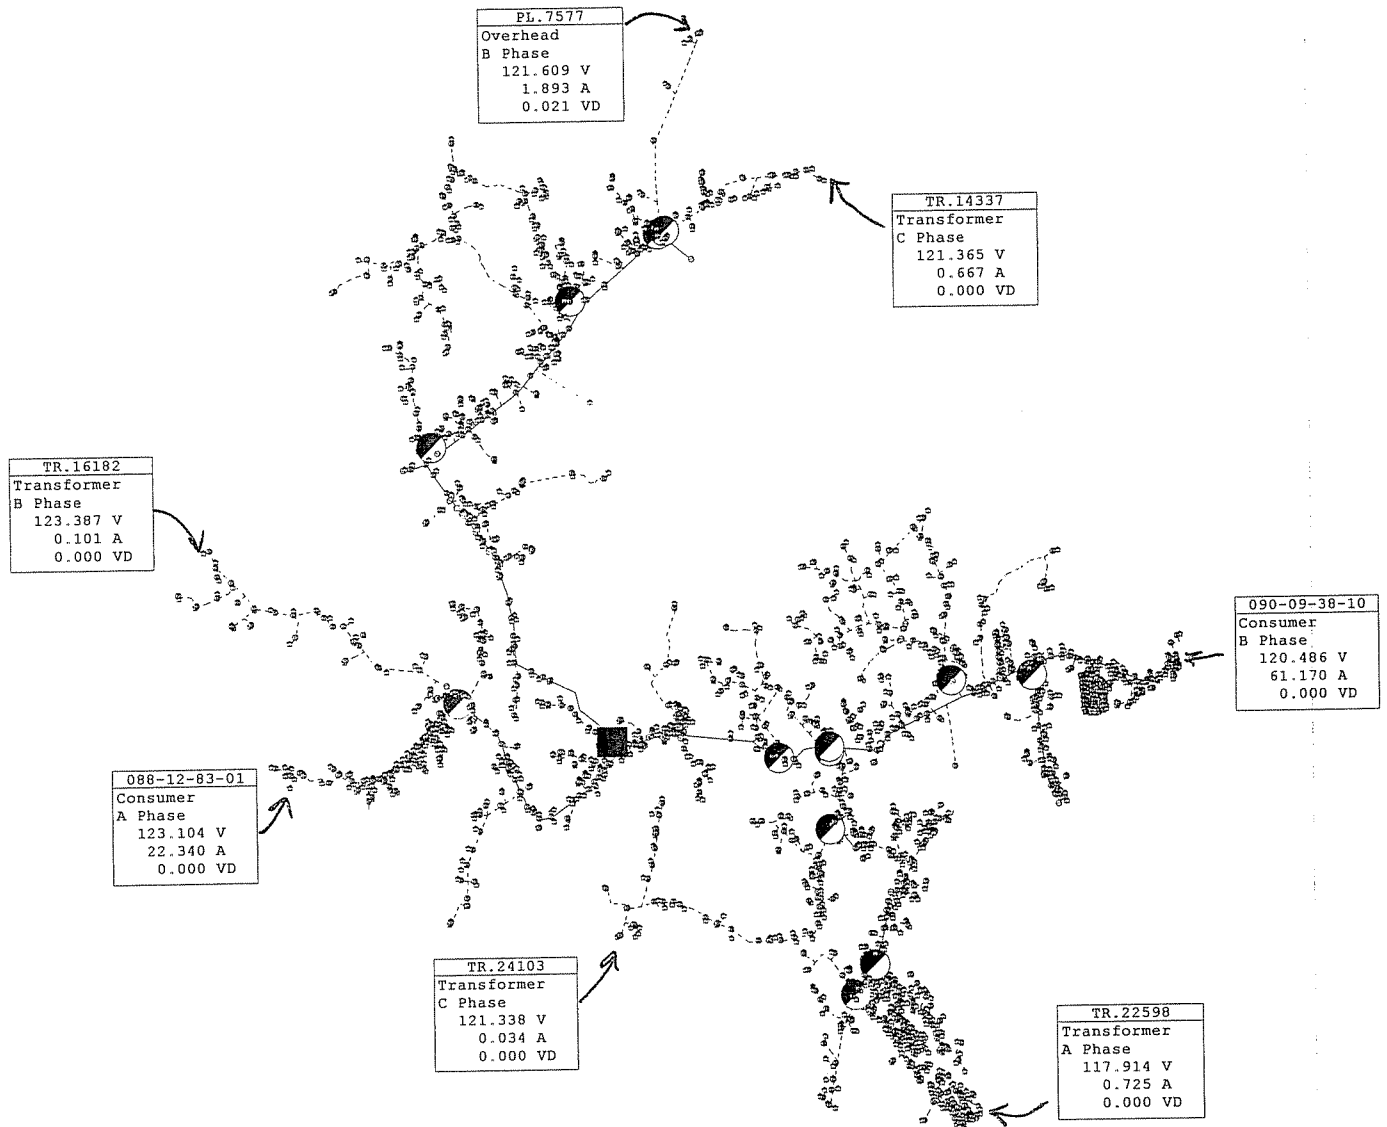 PL.7577
Overhead
B Phase
121.609 V
1.893 A
0.021 VD
TR.14337
Transformer
C Phase
121.365 V
0.667 A
0.000 VD
TR.16182
Transformer
B Phase
123.387 V
0.101 A
0.000 VD
090-09-38-10
Consumer
B Phase
120.486 V
61.170 A
0.000 VD
088-12-83-01
Consumer
A Phase
123.104 V
22.340 A
0.000 VD
TR.24103
Transformer
C Phase
121.338 V
0.034 A
0.000 VD
TR.22598
Transformer
A Phase
117.914 V
0.725 A
0.000 VD